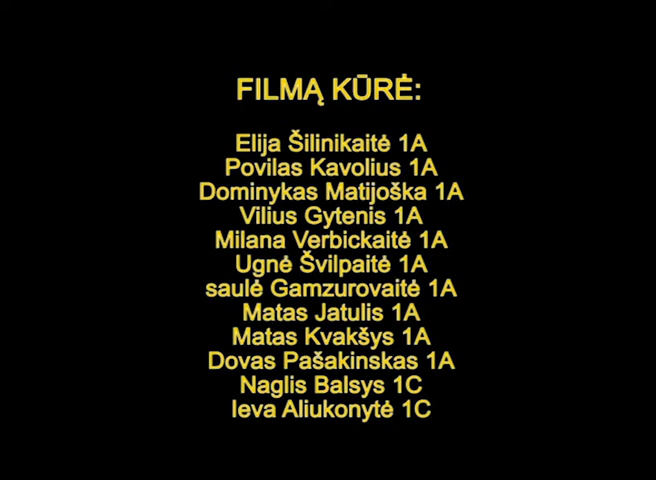 FILMĄ KŪRĖ:
Elija Šilinikaitė 1A
Povilas Kavolius 1A
Dominykas Matijoška 1A
Vilius Gytenis 1A
Milana Verbickaitė 1A
Ugnė Švilpaitė 1A
saulė Gamzurovaitė 1A
Matas Jatulis 1A
Matas Kvakšys 1A
Dovas Pašakinskas 1A
Naglis Balsys 1C
Ieva Aliukonytė 1C